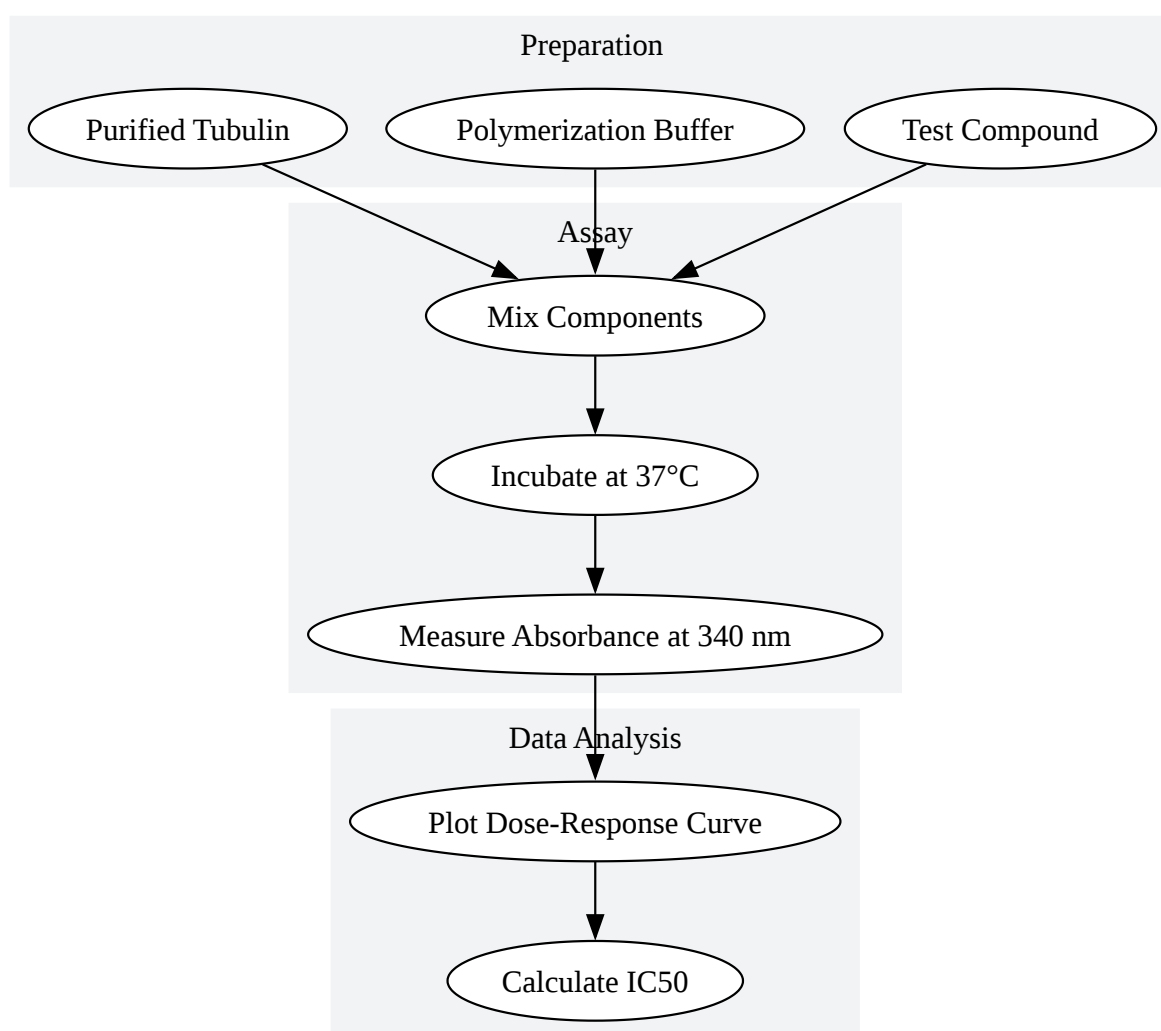 Preparation
Purified Tubulin
Polymerization Buffer
Test Compound
Assay
Mix Components
Incubate at 37°C
Measure Absorbance at 340 nm
Data Analysis
Plot Dose-Response Curve
Calculate IC50